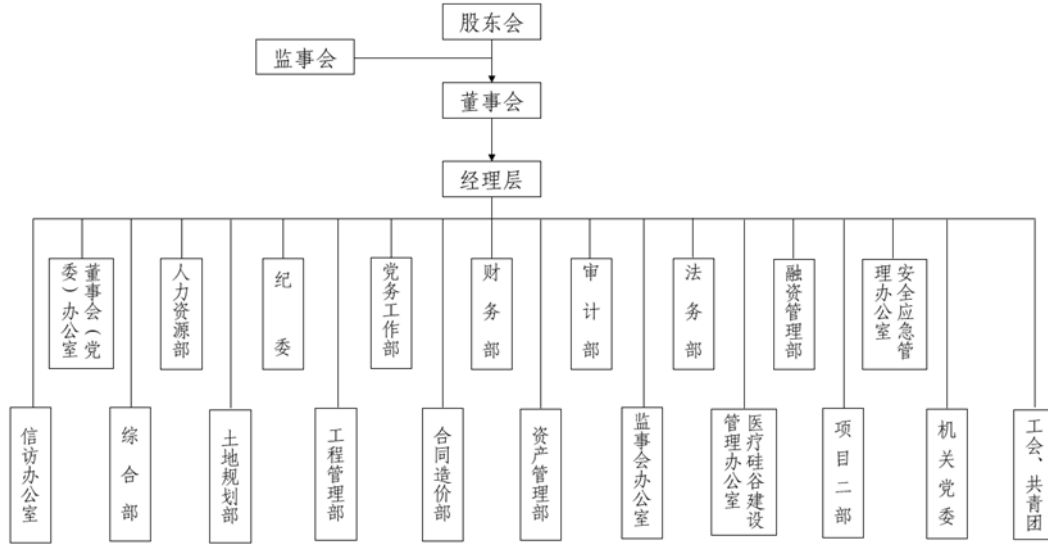 股东会
监事会
董事会
经理层
董事会(党
委)办公室
人力资源部
纪委
党务工作部
财务部
审计部
法务部
融资管理部
安全应急管
理办公室
信访办公室
综合部
土地规划部
工程管理部
合同造价部
资产管理部
监事会办公室
医疗硅谷建设
管理办公室
项目二部
机关党委
工会、共青团